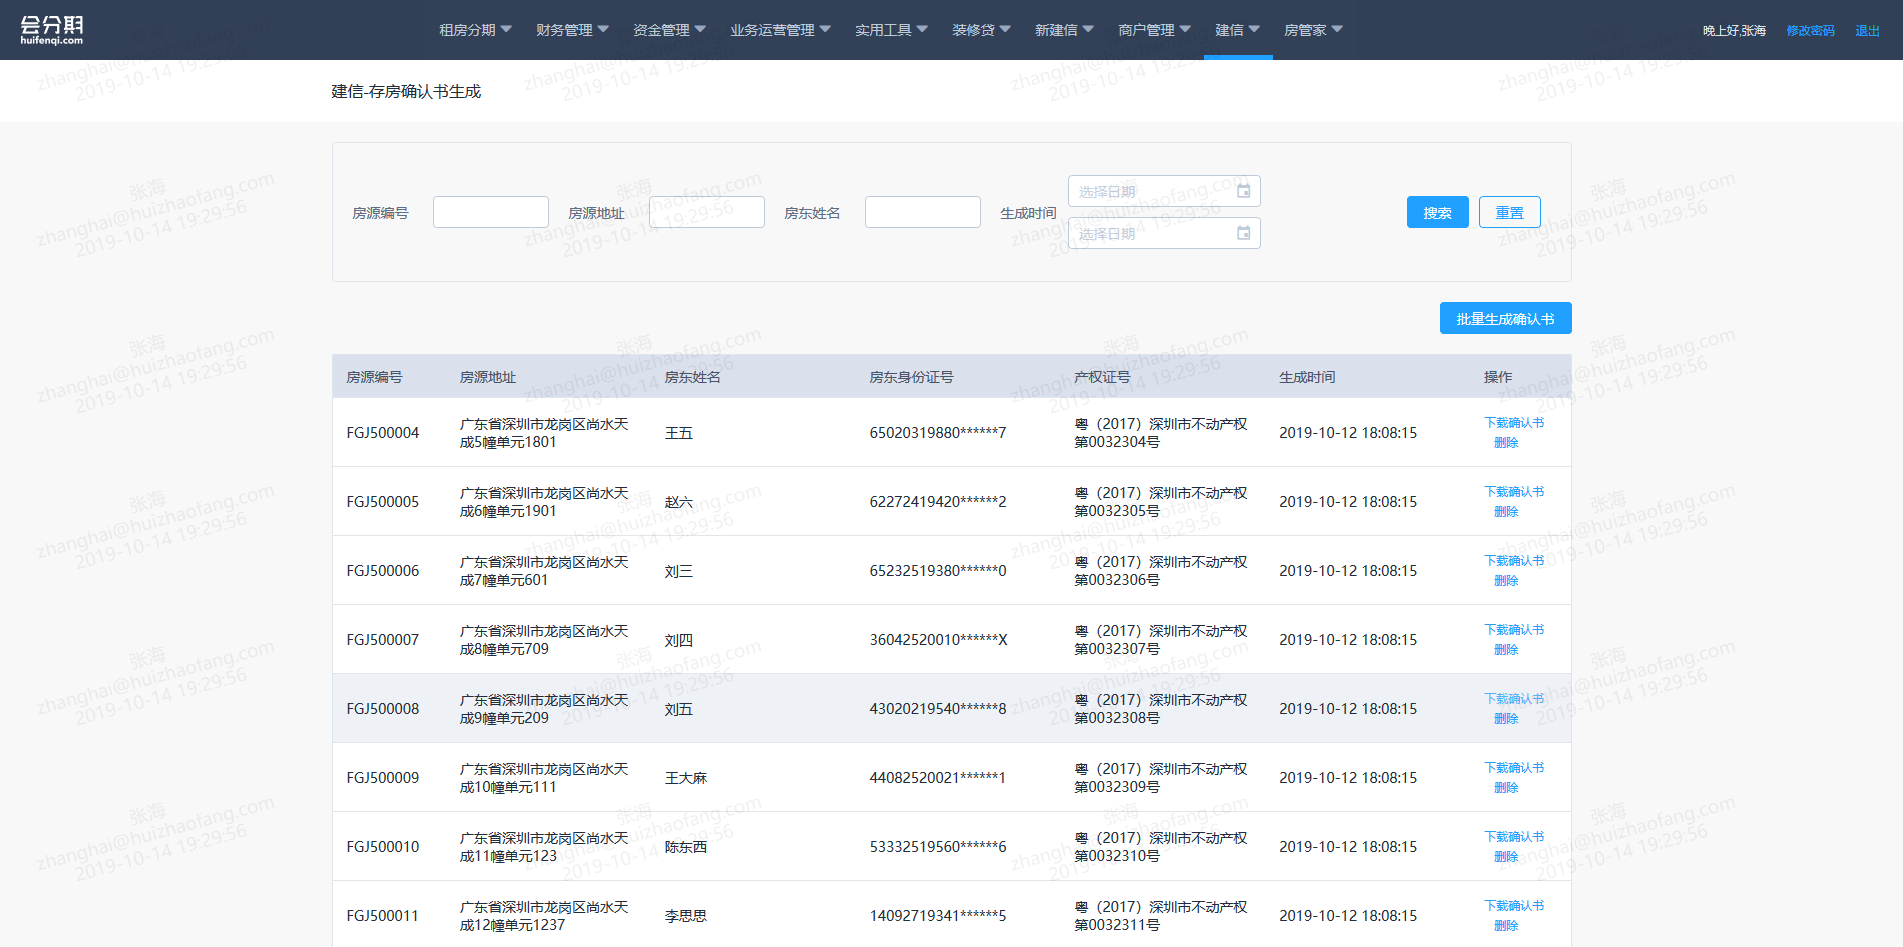 会分期
huifenqi.com
租房分期 财务管理 资金管理 业务运营管理 实用工具 装修贷 新建信 商户管理 建信 房管家
晚上好,张海 修改密码 退出
建信-存房确认书生成
房源编号 房源地址 房东姓名 生成时间
选择日期
选择日期
搜索 重置
批量生成确认书
房源编号 房源地址 房东姓名 房东身份证号 产权证号 生成时间 操作
FGJ500004 广东省深圳市龙岗区尚水天 王五 65020319880******7 粤（2017）深圳市不动产权 2019-10-12 18:08:15 下载确认书
成5幢单元1801 第0032304号 删除
FGJ500005 广东省深圳市龙岗区尚水天 赵六 62272419420******2 粤（2017）深圳市不动产权 2019-10-12 18:08:15 下载确认书
成6幢单元1901 第0032305号 删除
FGJ500006 广东省深圳市龙岗区尚水天 刘三 65232519380******0 粤（2017）深圳市不动产权 2019-10-12 18:08:15 下载确认书
成7幢单元601 第0032306号 删除
FGJ500007 广东省深圳市龙岗区尚水天 刘四 36042520010******X 粤（2017）深圳市不动产权 2019-10-12 18:08:15 下载确认书
成8幢单元709 第0032307号 删除
FGJ500008 广东省深圳市龙岗区尚水天 刘五 43020219540******8 粤（2017）深圳市不动产权 2019-10-12 18:08:15 下载确认书
成9幢单元209 第0032308号 删除
FGJ500009 广东省深圳市龙岗区尚水天 王大麻 44082520021******1 粤（2017）深圳市不动产权 2019-10-12 18:08:15 下载确认书
成10幢单元111 第0032309号 删除
FGJ500010 广东省深圳市龙岗区尚水天 陈东西 53332519560******6 粤（2017）深圳市不动产权 2019-10-12 18:08:15 下载确认书
成11幢单元123 第0032310号 删除
FGJ500011 广东省深圳市龙岗区尚水天 李思思 14092719341******5 粤（2017）深圳市不动产权 2019-10-12 18:08:15 下载确认书
成12幢单元1237 第0032311号 删除
张海
zhanghai@huizhaofang.com
2019-10-14 19:29:56